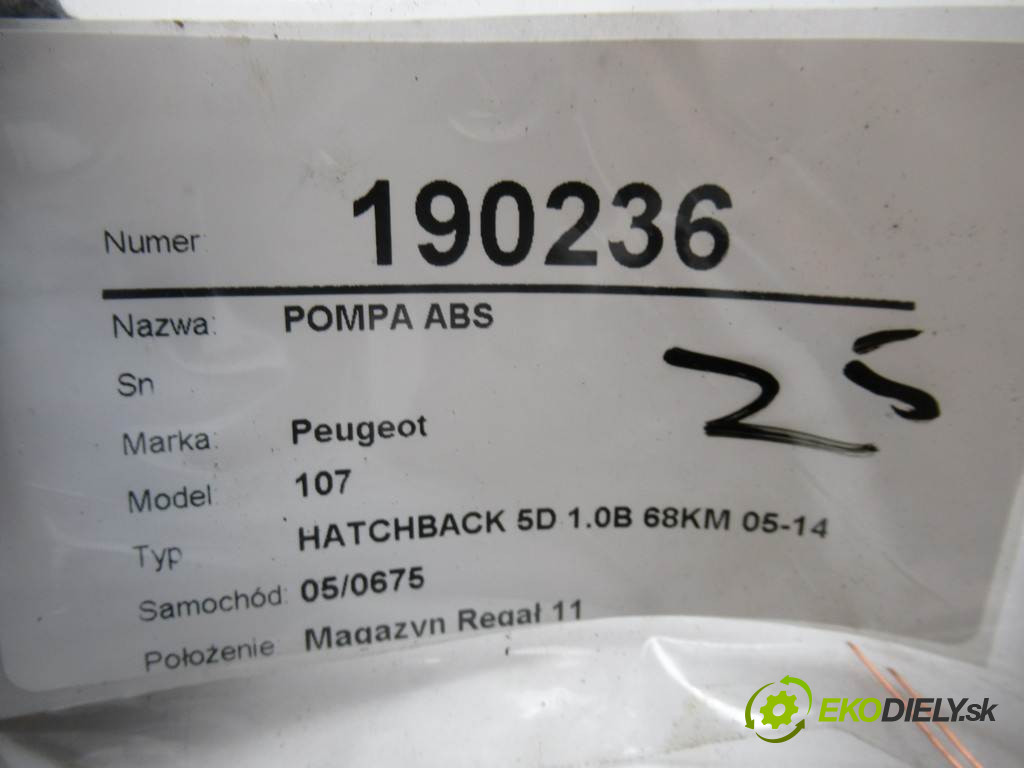 Numer: 190236
Nazwa: POMPA ABS
Sn
25
Marka: Peugeot
Model: 107
Typ HATCHBACK 5D 1.0B 68KM 05-14
Samochód: 05/0675
Położenie Magazyn Regał 11
EKODIELY.sk